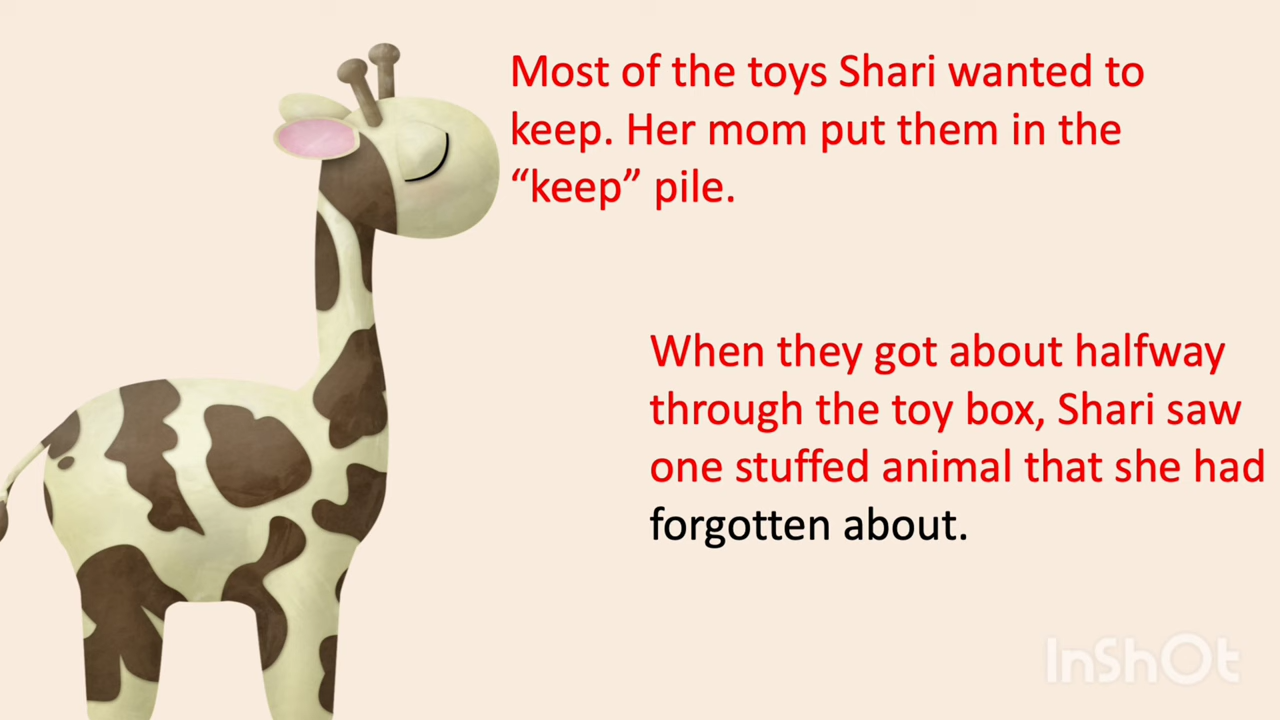 Most of the toys Shari wanted to
keep. Her mom put them in the
“keep” pile.
When they got about halfway
through the toy box, Shari saw
one stuffed animal that she had
forgotten about.
InShOt